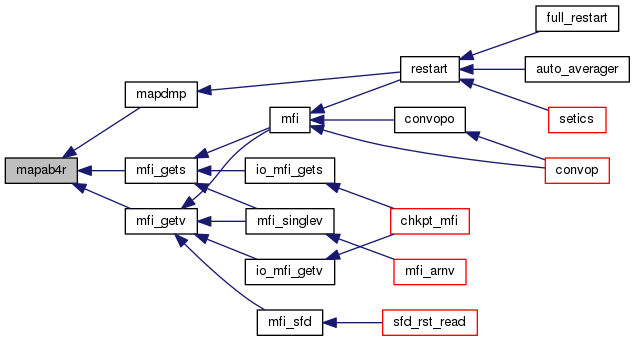 full_restart
restart
auto_averager
mapdmp
mfi
convopo
setics
mapab4r
mfi_gets
io_mfi_gets
convop
mfi_getv
mfi_singlev
chkpt_mfi
io_mfi_getv
mfi_arnv
mfi_sfd
sfd_rst_read